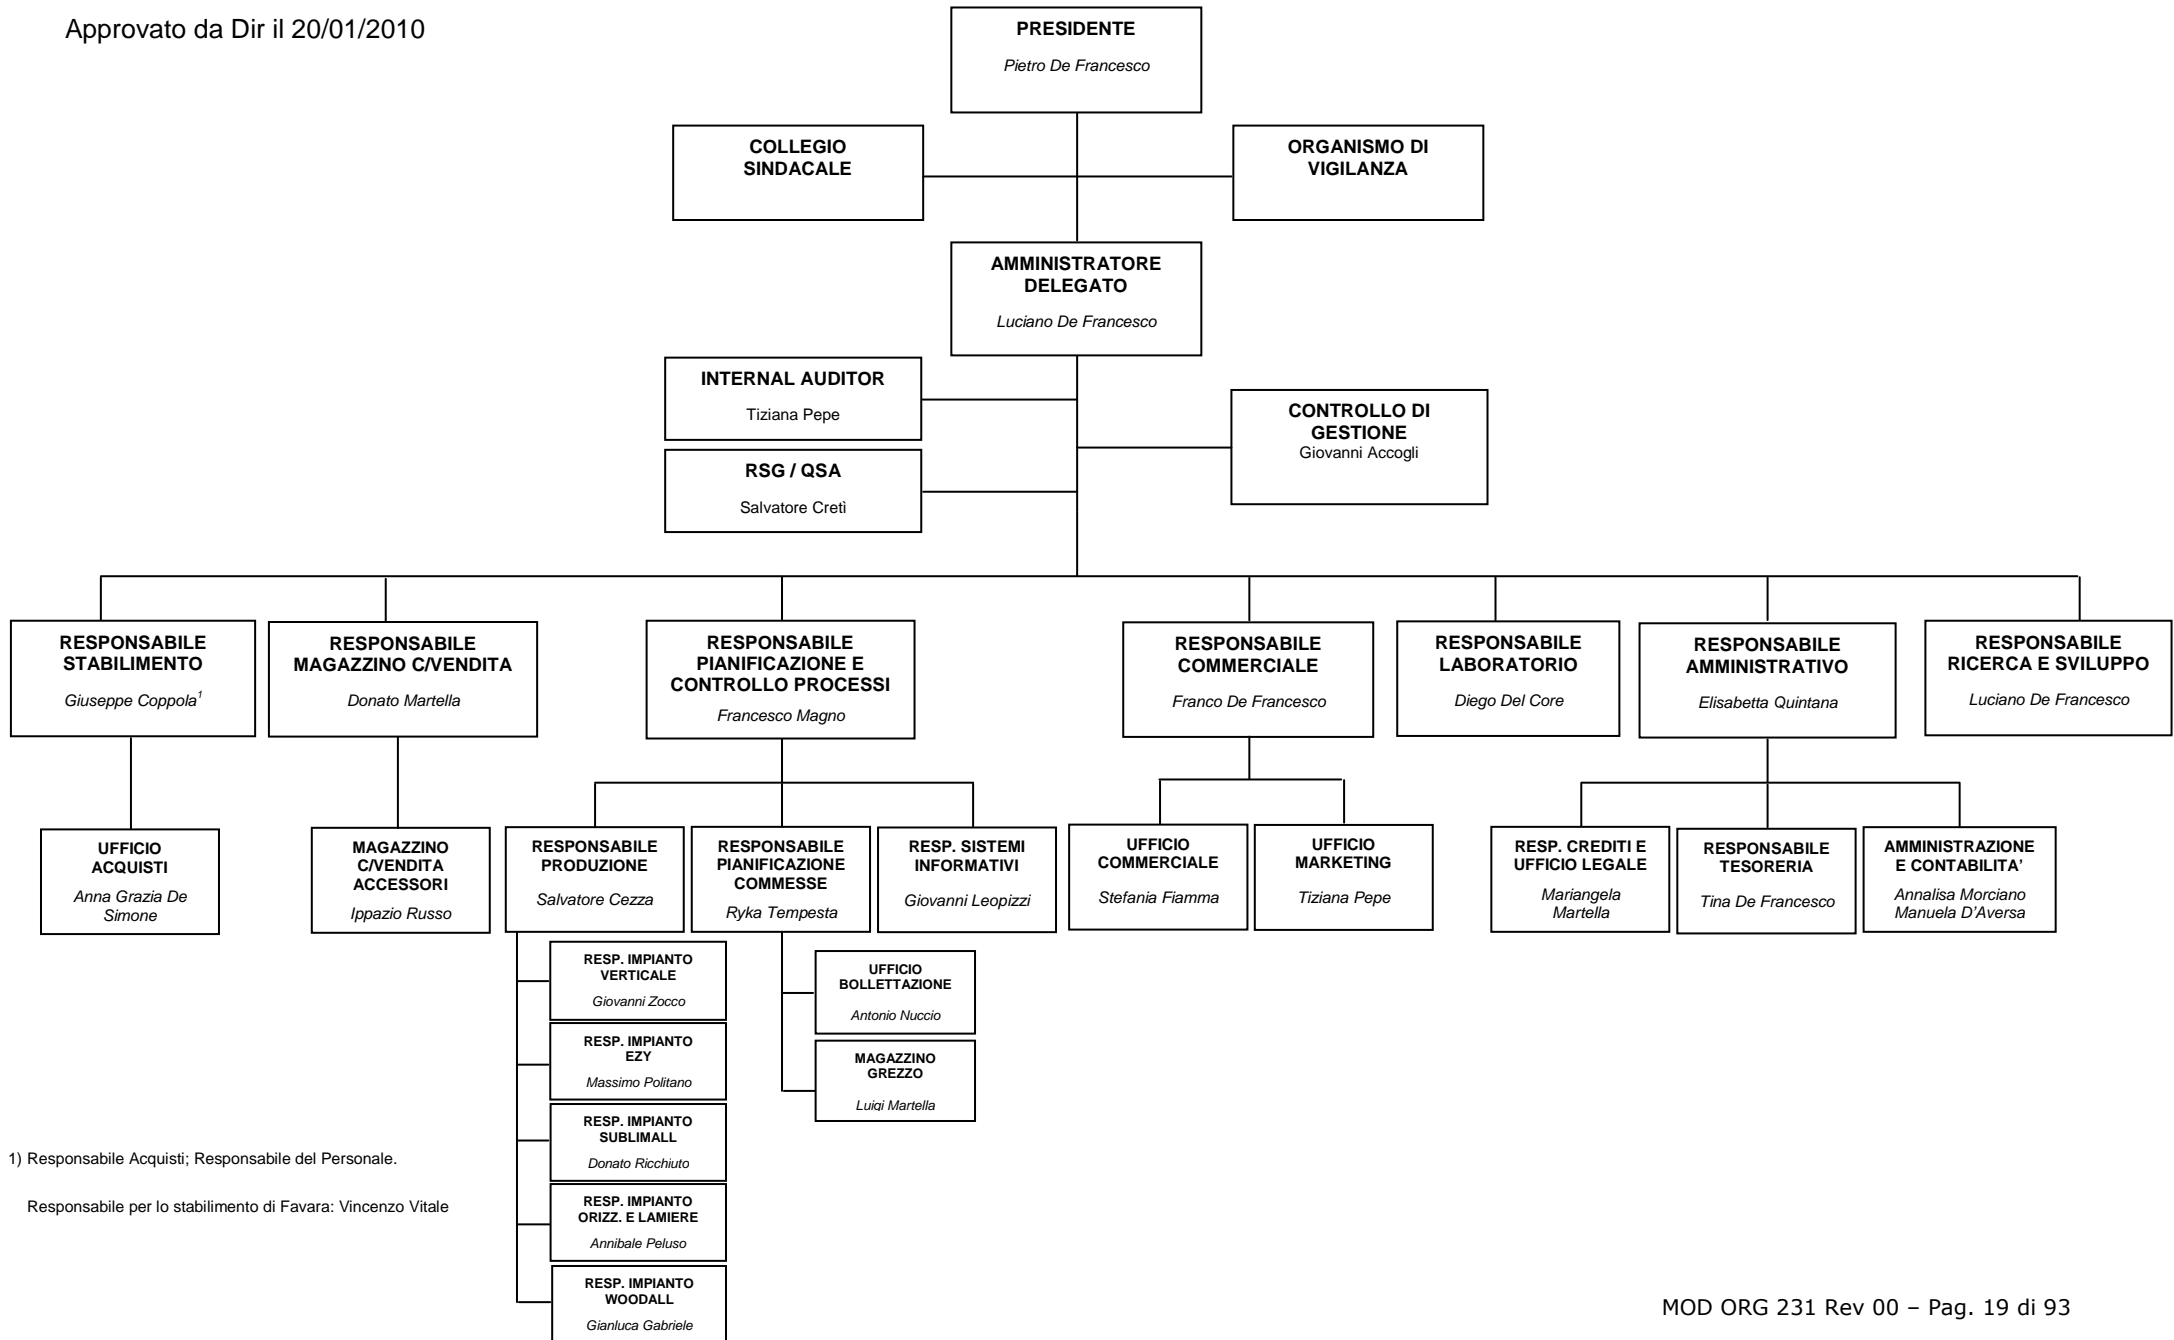 Approvato da Dir il 20/01/2010
PRESIDENTE
Pietro De Francesco
COLLEGIO
SINDACALE
ORGANISMO DI
VIGILANZA
AMMINISTRATORE
DELEGATO
Luciano De Francesco
INTERNAL AUDITOR
Tiziana Pepe
CONTROLLO DI
GESTIONE
Giovanni Accogli
RSG / QSA
Salvatore Cretì
RESPONSABILE
STABILIMENTO
Giuseppe Coppola¹
RESPONSABILE
MAGAZZINO C/VENDITA
Donato Martella
RESPONSABILE
PIANIFICAZIONE E
CONTROLLO PROCESSI
Francesco Magno
RESPONSABILE
COMMERCIALE
Franco De Francesco
RESPONSABILE
LABORATORIO
Diego Del Core
RESPONSABILE
AMMINISTRATIVO
Elisabetta Quintana
RESPONSABILE
RICERCA E SVILUPPO
Luciano De Francesco
UFFICIO
ACQUISTI
Anna Grazia De
Simone
MAGAZZINO
C/VENDITA
ACCESSORI
Ippazio Russo
RESPONSABILE
PRODUZIONE
Salvatore Cezza
RESPONSABILE
PIANIFICAZIONE
COMMESSE
Ryka Tempesta
RESP. SISTEMI
INFORMATIVI
Giovanni Leopizzi
UFFICIO
COMMERCIALE
Stefania Fiamma
UFFICIO
MARKETING
Tiziana Pepe
RESP. CREDITI E
UFFICIO LEGALE
Mariangela
Martella
RESPONSABILE
TESORERIA
Tina De Francesco
AMMINISTRAZIONE
E CONTABILITA'
Annalisa Morciano
Manuela D'Aversa
RESP. IMPIANTO
VERTICALE
Giovanni Zocco
RESP. IMPIANTO
EZY
Massimo Politano
RESP. IMPIANTO
SUBLIMALL
Donato Ricchiuto
RESP. IMPIANTO
ORIZZ. E LAMIERE
Annibale Peluso
RESP. IMPIANTO
WOODALL
Gianluca Gabriele
UFFICIO
BOLLETTAZIONE
Antonio Nuccio
MAGAZZINO
GREZZO
Luigi Martella
1) Responsabile Acquisti; Responsabile del Personale.
Responsabile per lo stabilimento di Favara: Vincenzo Vitale
MOD ORG 231 Rev 00 – Pag. 19 di 93